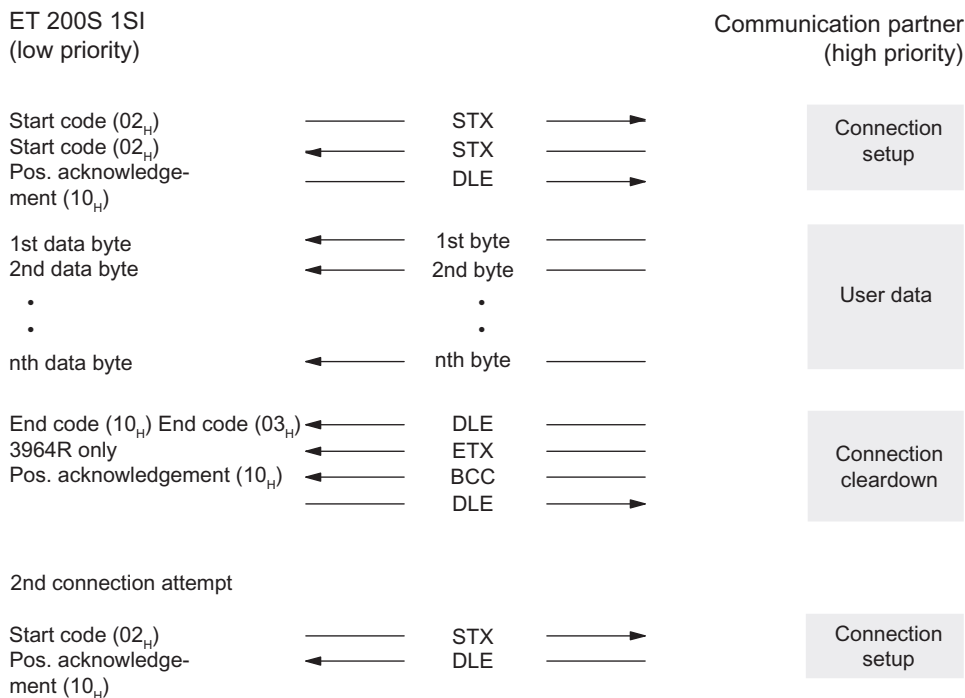 ET 200S 1SI
(low priority)
Communication partner
(high priority)
Start code (02H) STX
Start code (02H) STX
Pos. acknowledge-
ment (10H) DLE
Connection
setup
1st data byte 1st byte
2nd data byte 2nd byte
• •
• •
nth data byte nth byte
User data
End code (10H) End code (03H) DLE
3964R only ETX
Pos. acknowledgement (10H) BCC
DLE
Connection
cleardown
2nd connection attempt
Start code (02H) STX
Pos. acknowledge-
ment (10H) DLE
Connection
setup